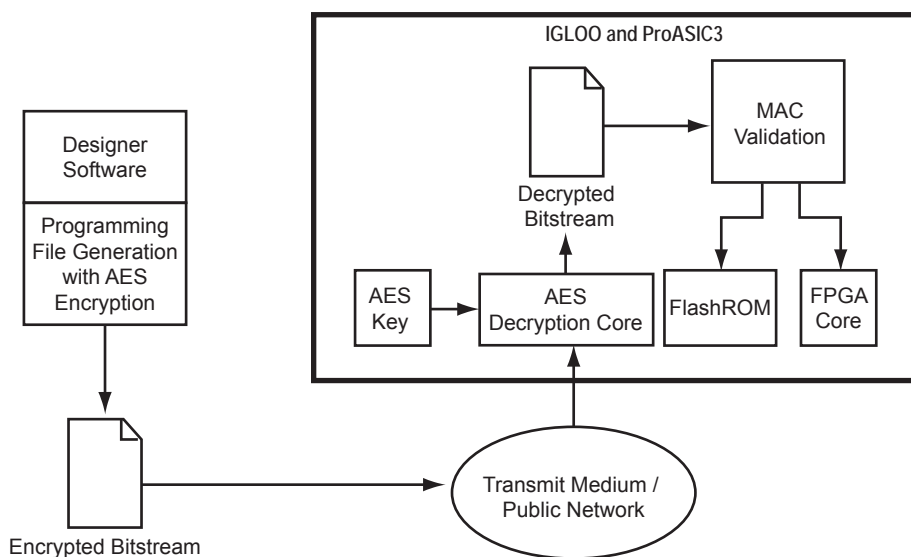 IGLOO and ProASIC3
Designer
Software
Programming
File Generation
with AES
Encryption
Encrypted Bitstream
Transmit Medium /
Public Network
AES
Key
AES
Decryption Core
Decrypted
Bitstream
MAC
Validation
FlashROM
FPGA
Core